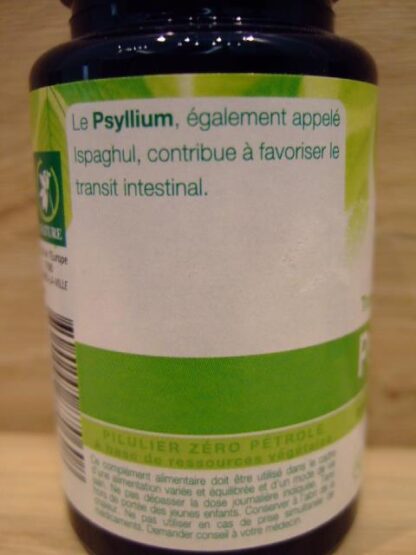 Le Psyllium, également appelé
Ispaghul, contribue à favoriser le
transit intestinal.
PILULIER ZÉRO PÉTROLE
à base de ressources végétales
Ce complément alimentaire doit être utilisé dans le cadre
d'une alimentation variée et équilibrée et d'un mode de vie
sain. Ne pas dépasser la dose journalière indiquée. Tenir
hors de portée des jeunes enfants. Conserver à l'abri de la
chaleur. Ne pas utiliser en cas de prise simultanée de
médicaments. Demander conseil à votre médecin.